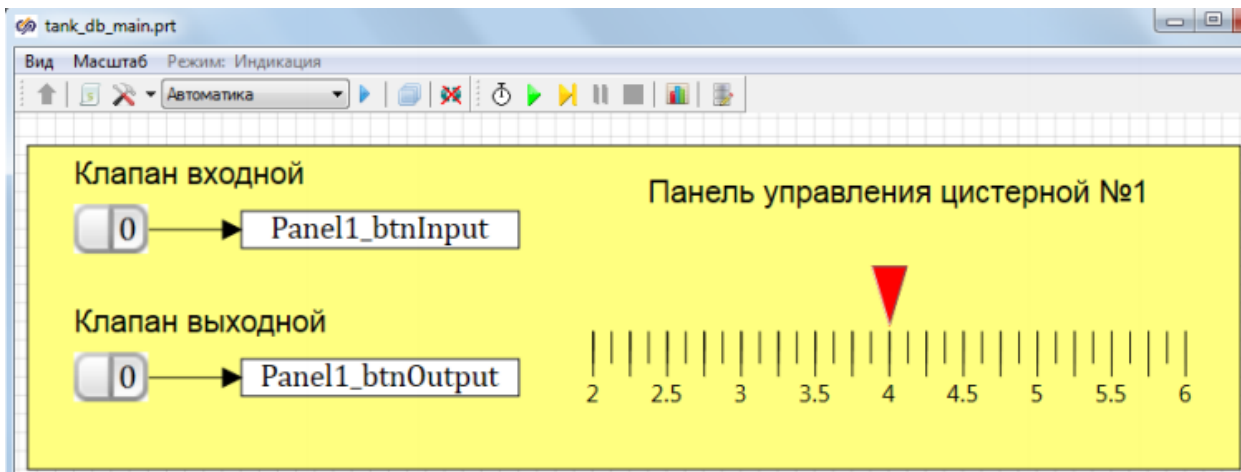 tank_db_main.prt
Вид Масштаб Режим: Индикация
Автоматика
Клапан входной
0
Panel1_btnInput
Панель управления цистерной №1
Клапан выходной
0
Panel1_btnOutput
2 2.5 3 3.5 4 4.5 5 5.5 6